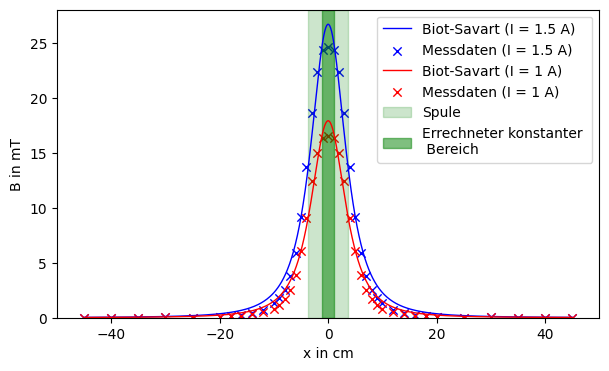 Biot-Savart (I = 1.5 A)
Messdaten (I = 1.5 A)
Biot-Savart (I = 1 A)
Messdaten (I = 1 A)
Spule
Errechneter konstanter
Bereich
B in mT
25
20
15
10
5
0
−40
−20
0
20
40
x in cm